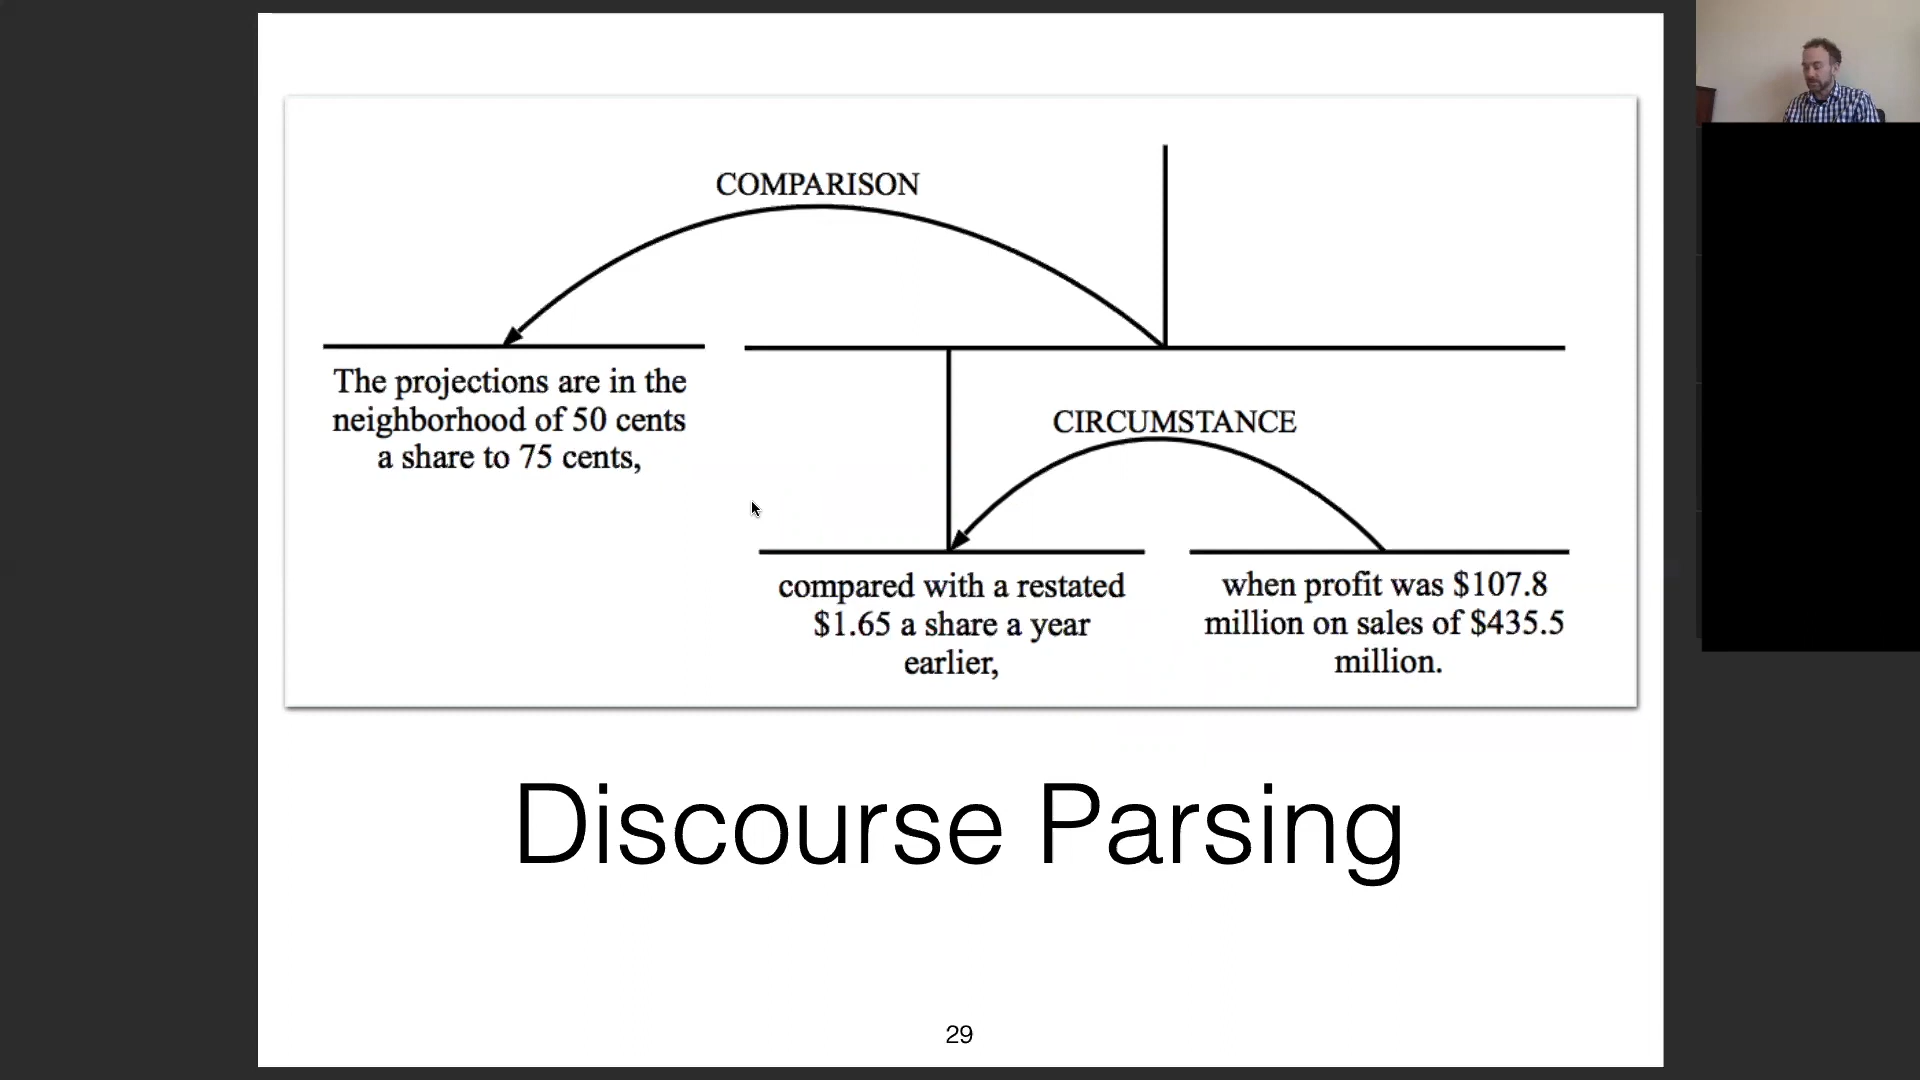 COMPARISON
The projections are in the
neighborhood of 50 cents
a share to 75 cents,
CIRCUMSTANCE
compared with a restated
$1.65 a share a year
earlier,
when profit was $107.8
million on sales of $435.5
million.
Discourse Parsing
29